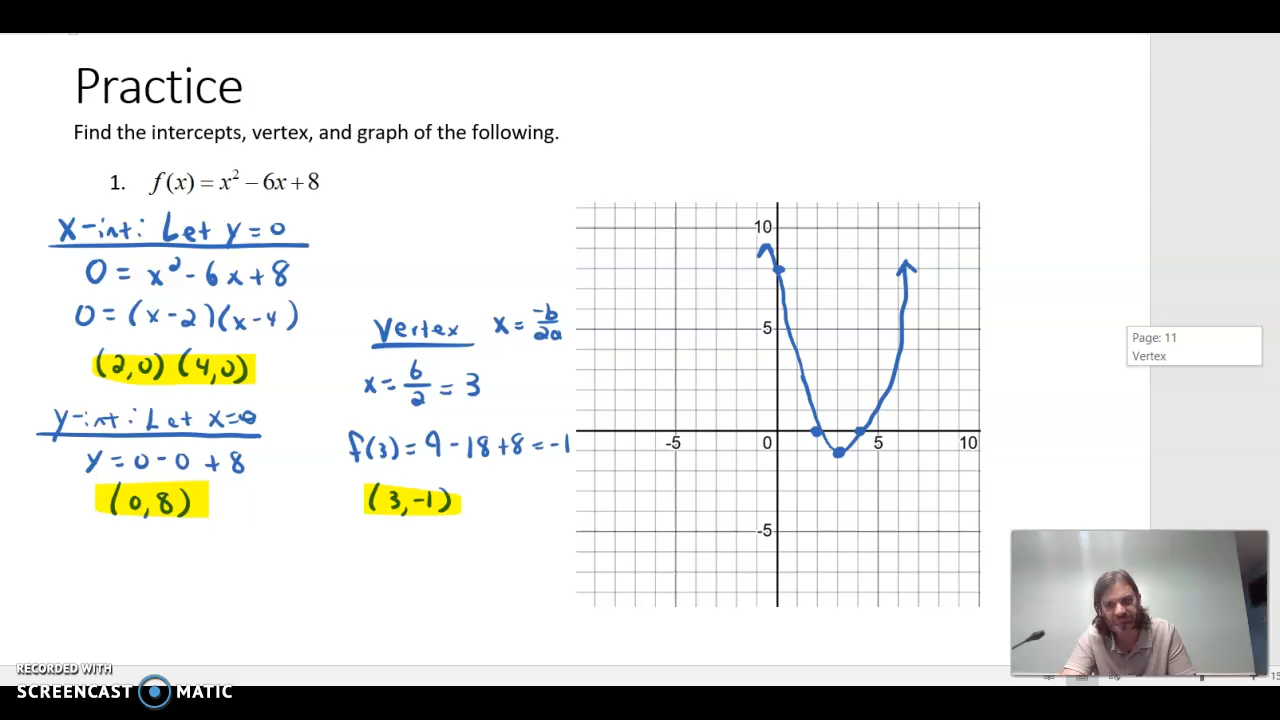 Practice
Find the intercepts, vertex, and graph of the following.
1. f(x) = x² − 6x + 8
x-int: Let y = 0
0 = x² - 6x + 8
0 = (x-2)(x-4)
(2,0) (4,0)
y-int: Let x=0
y = 0 - 0 + 8
(0,8)
Vertex x = -b/2a
x = 6/2 = 3
f(3) = 9 - 18 + 8 = -1
(3,-1)
10
5
-5 0 5 10
-5
Page: 11
Vertex
RECORDED WITH
SCREENCAST MATIC